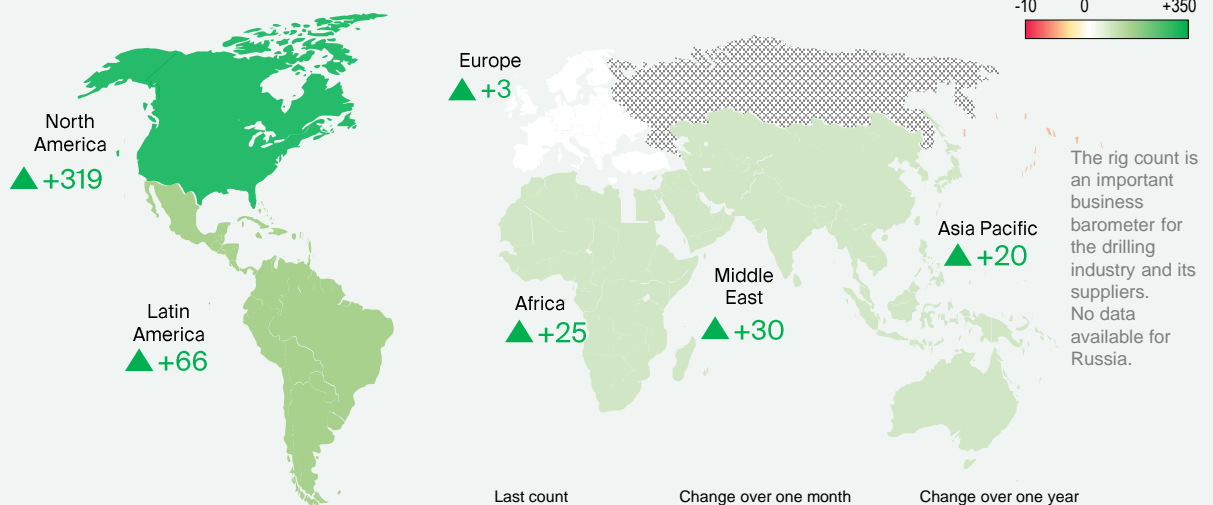 -10 0 +350
Europe
+3
North
America
+319
The rig count is
an important
business
barometer for
the drilling
industry and its
suppliers.
No data
available for
Russia.
Asia Pacific
+20
Middle
East
+30
Africa
+25
Latin
America
+66
Last count Change over one month Change over one year